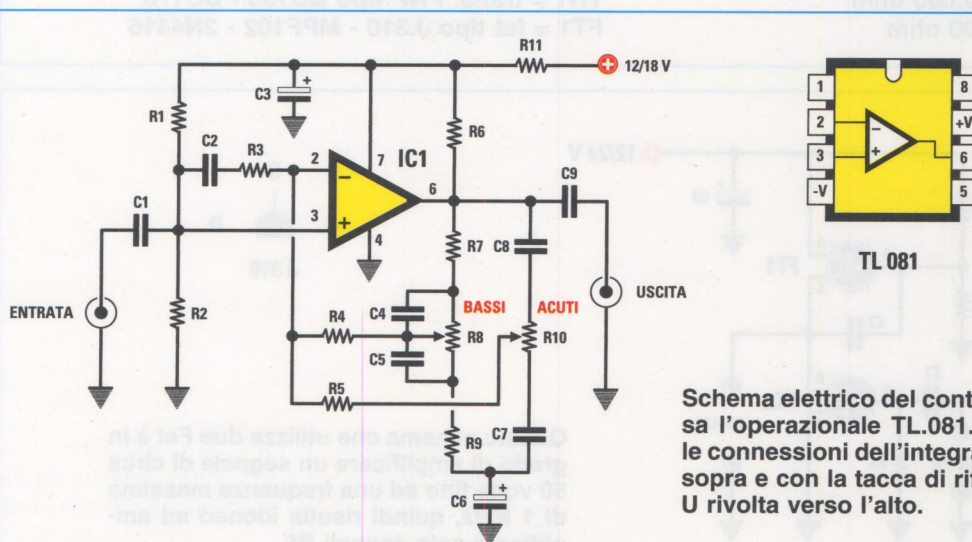 R11
12/18 V
C3
R1
R6
C2
R3
2
7
IC1
6
3
4
C1
C9
R7
C8
ENTRATA
R2
C4
BASSI
ACUTI
USCITA
R4
R8
R10
C5
R5
R9
C7
C6
1
8
2
+V
3
6
-V
5
TL 081
Schema elettrico del cont
sa l'operazionale TL.081.
le connessioni dell'integra
sopra e con la tacca di rif
U rivolta verso l'alto.